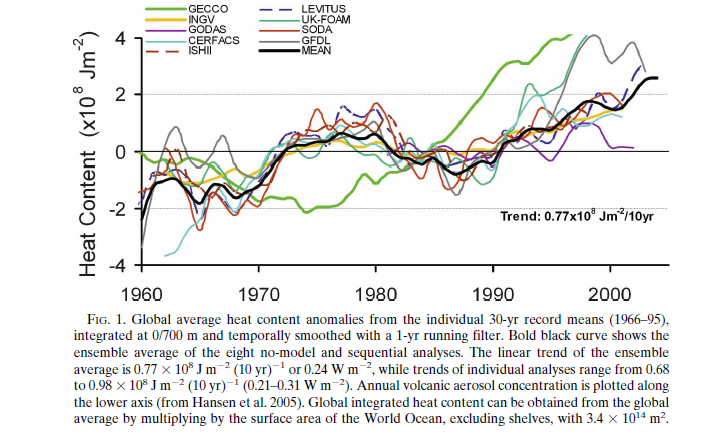 GECCO
INGV
GODAS
CERFACS
ISHII
LEVITUS
UK-FOAM
SODA
GFDL
MEAN
Heat Content (x10⁸ Jm⁻²)
4
2
0
-2
-4
Trend: 0.77x10⁸ Jm⁻²/10yr
1960 1970 1980 1990 2000
FIG. 1. Global average heat content anomalies from the individual 30-yr record means (1966–95),
integrated at 0/700 m and temporally smoothed with a 1-yr running filter. Bold black curve shows the
ensemble average of the eight no-model and sequential analyses. The linear trend of the ensemble
average is 0.77 × 10⁸ J m⁻² (10 yr)⁻¹ or 0.24 W m⁻², while trends of individual analyses range from 0.68
to 0.98 × 10⁸ J m⁻² (10 yr)⁻¹ (0.21–0.31 W m⁻²). Annual volcanic aerosol concentration is plotted along
the lower axis (from Hansen et al. 2005). Global integrated heat content can be obtained from the global
average by multiplying by the surface area of the World Ocean, excluding shelves, with 3.4 × 10¹⁴ m².